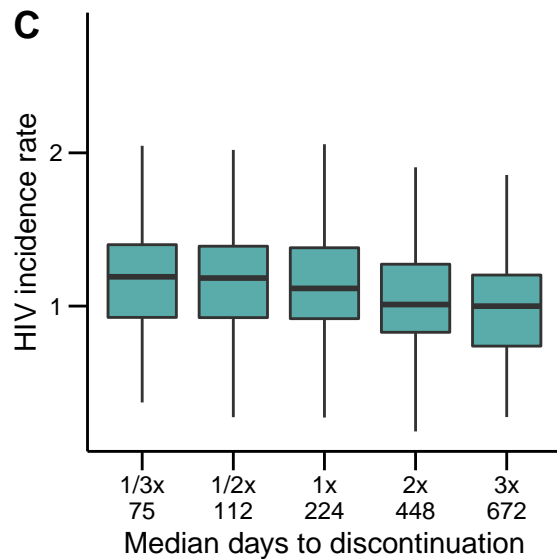 C
HIV incidence rate
2
1
1/3x 1/2x 1x 2x 3x
75 112 224 448 672
Median days to discontinuation